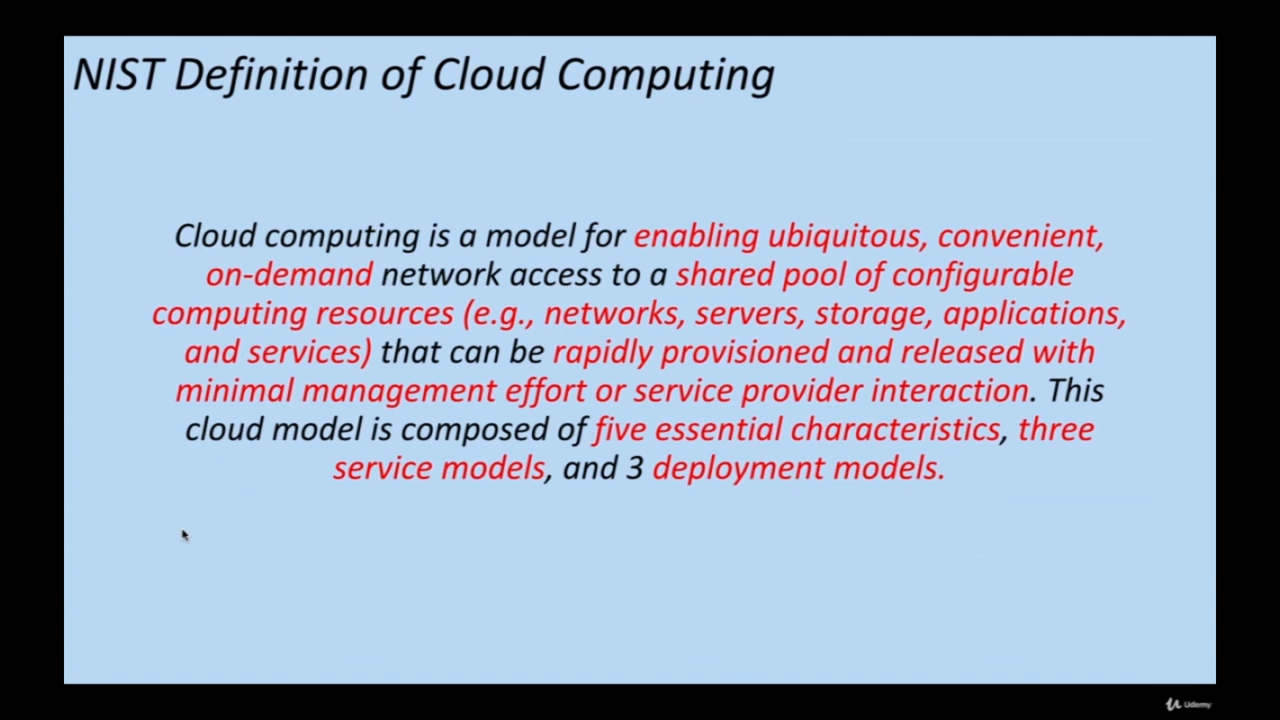 NIST Definition of Cloud Computing
Cloud computing is a model for enabling ubiquitous, convenient,
on-demand network access to a shared pool of configurable
computing resources (e.g., networks, servers, storage, applications,
and services) that can be rapidly provisioned and released with
minimal management effort or service provider interaction. This
cloud model is composed of five essential characteristics, three
service models, and 3 deployment models.
Udemy